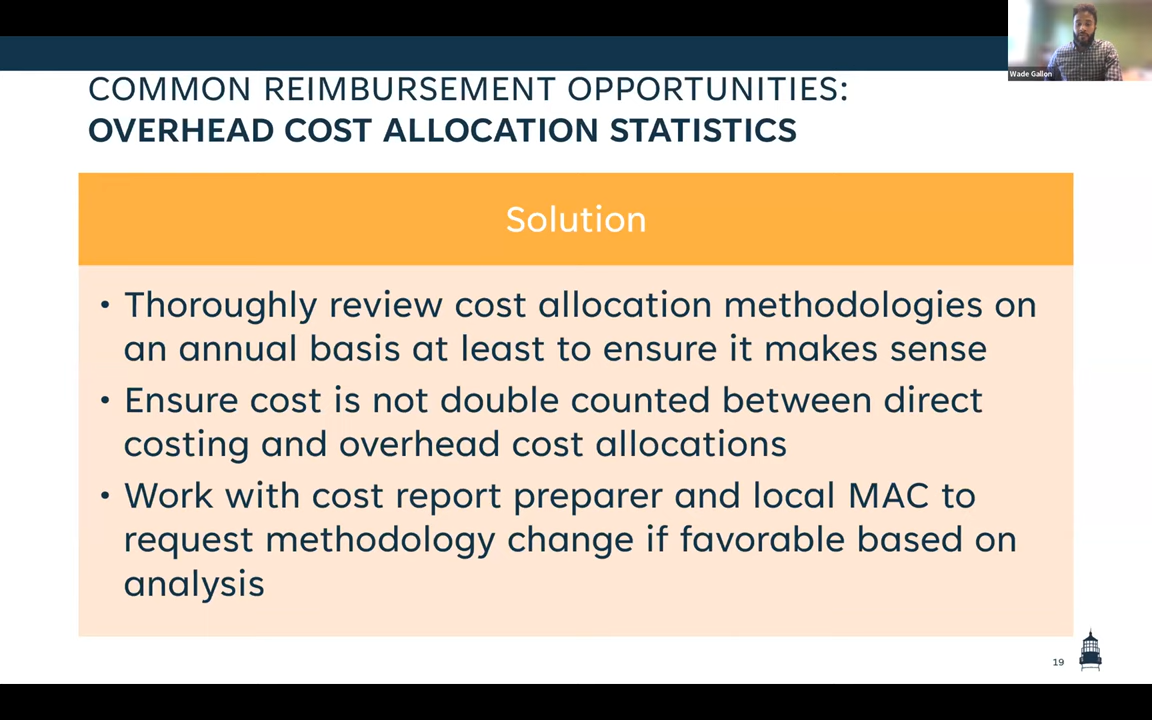 Wade Gallon
COMMON REIMBURSEMENT OPPORTUNITIES:
OVERHEAD COST ALLOCATION STATISTICS
Solution
• Thoroughly review cost allocation methodologies on
an annual basis at least to ensure it makes sense
• Ensure cost is not double counted between direct
costing and overhead cost allocations
• Work with cost report preparer and local MAC to
request methodology change if favorable based on
analysis
19